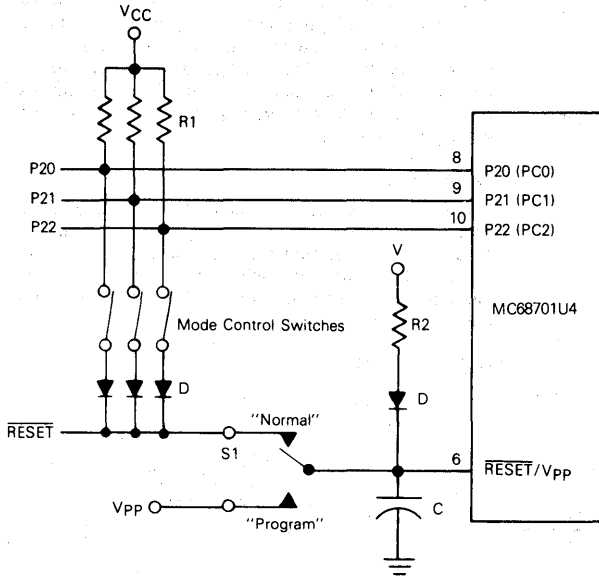 VCC
R1
P20
P21
P22
8
P20 (PC0)
9
P21 (PC1)
10
P22 (PC2)
V
Mode Control Switches
R2
MC68701U4
D
D
RESET
"Normal"
S1
6
RESET/VPP
VPP
"Program"
C